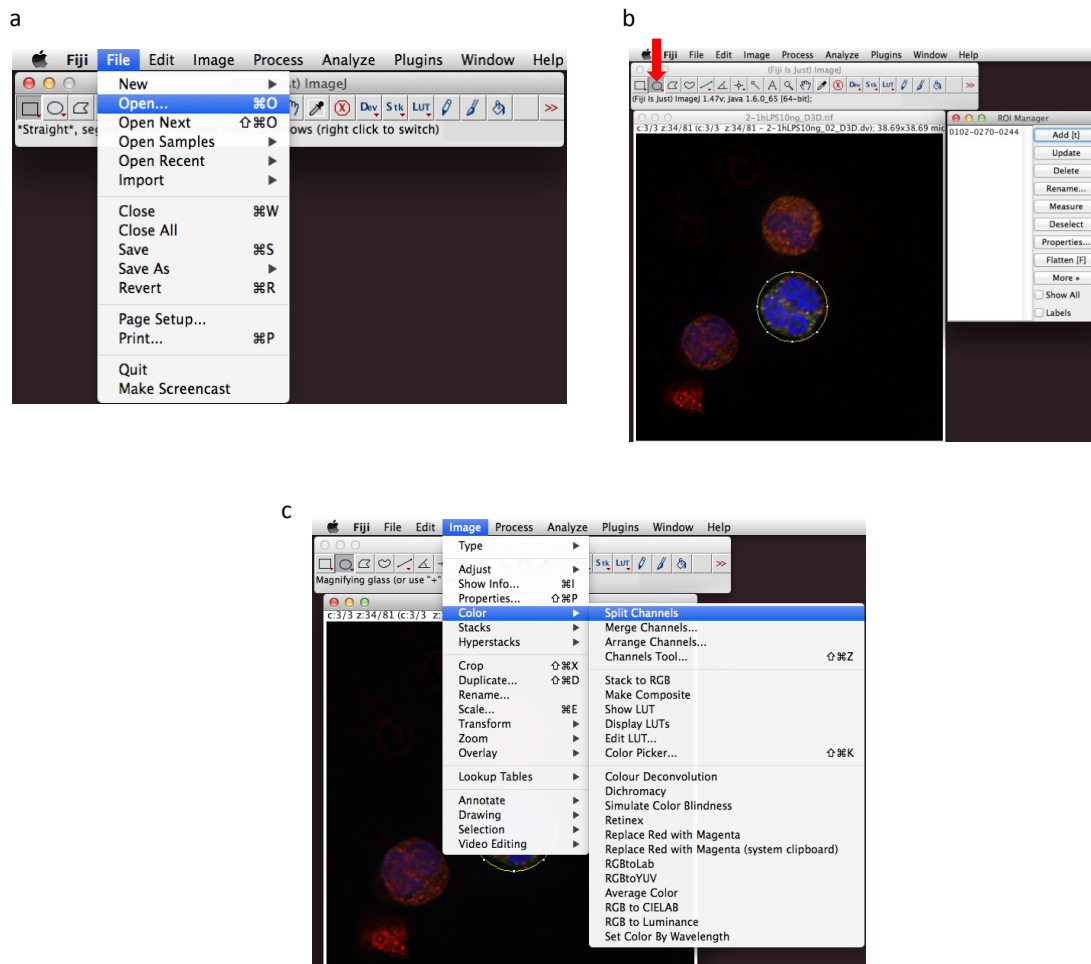 a
Fiji File Edit Image Process Analyze Plugins Window Help
t) ImageJ
New
Open... ⌘O
Open Next ⇧⌘O
Open Samples
Open Recent
Import
Close ⌘W
Close All
Save ⌘S
Save As
Revert ⌘R
Page Setup...
Print... ⌘P
Quit
Make Screencast
Dev Stk LUT >>
*Straight*, seg
ows (right click to switch)
b
Fiji File Edit Image Process Analyze Plugins Window Help
(Fiji Is Just) ImageJ
A Dev Stk LUT >>
(Fiji Is Just) ImageJ 1.47v; Java 1.6.0_65 [64-bit];
2-1hLPS10ng_D3D.tif
c:3/3 z:34/81 (c:3/3 z:34/81 - 2-1hLPS10ng_02_D3D.dv); 38.69x38.69 mic
ROI Manager
0102-0270-0244
Add [t]
Update
Delete
Rename...
Measure
Deselect
Properties...
Flatten [F]
More »
Show All
Labels
c
Fiji File Edit Image Process Analyze Plugins Window Help
Stk LUT >>
Magnifying glass (or use "+"
c:3/3 z:34/81 (c:3/3 z:
Type
Adjust
Show Info... ⌘I
Properties... ⇧⌘P
Color
Stacks
Hyperstacks
Crop ⇧⌘X
Duplicate... ⇧⌘D
Rename...
Scale... ⌘E
Transform
Zoom
Overlay
Lookup Tables
Annotate
Drawing
Selection
Video Editing
Split Channels
Merge Channels...
Arrange Channels...
Channels Tool... ⇧⌘Z
Stack to RGB
Make Composite
Show LUT
Display LUTs
Edit LUT...
Color Picker... ⇧⌘K
Colour Deconvolution
Dichromacy
Simulate Color Blindness
Retinex
Replace Red with Magenta
Replace Red with Magenta (system clipboard)
RGBtoLab
RGBtoYUV
Average Color
RGB to CIELAB
RGB to Luminance
Set Color By Wavelength